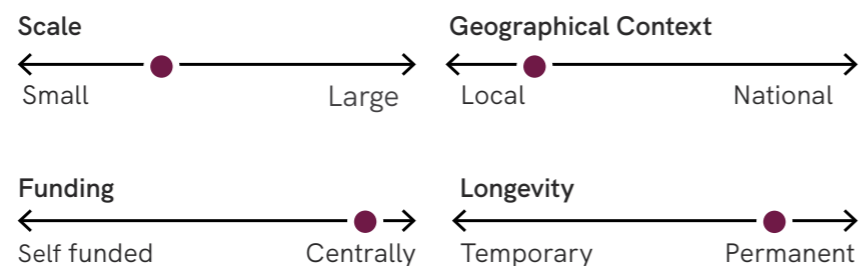 Scale
Small Large
Geographical Context
Local National
Funding
Self funded Centrally
Longevity
Temporary Permanent